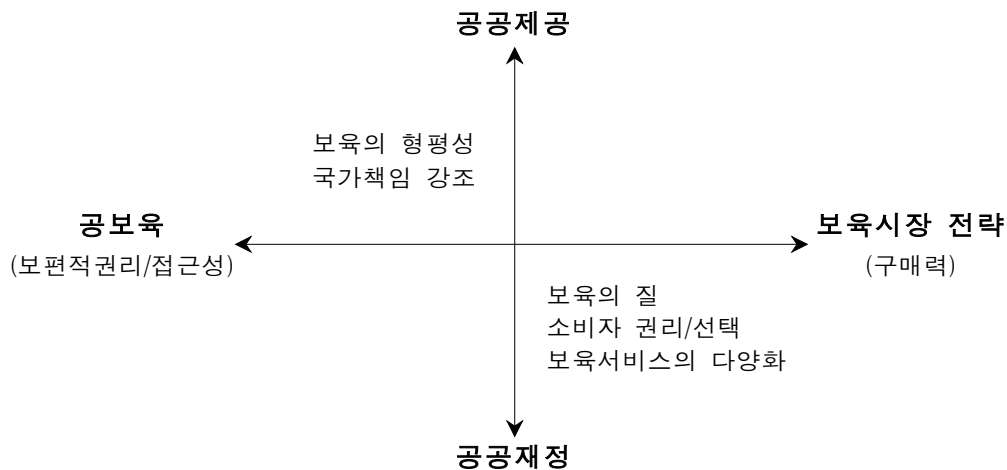 공공제공
보육의 형평성
국가책임 강조
공보육
(보편적권리/접근성)
보육시장 전략
(구매력)
보육의 질
소비자 권리/선택
보육서비스의 다양화
공공재정